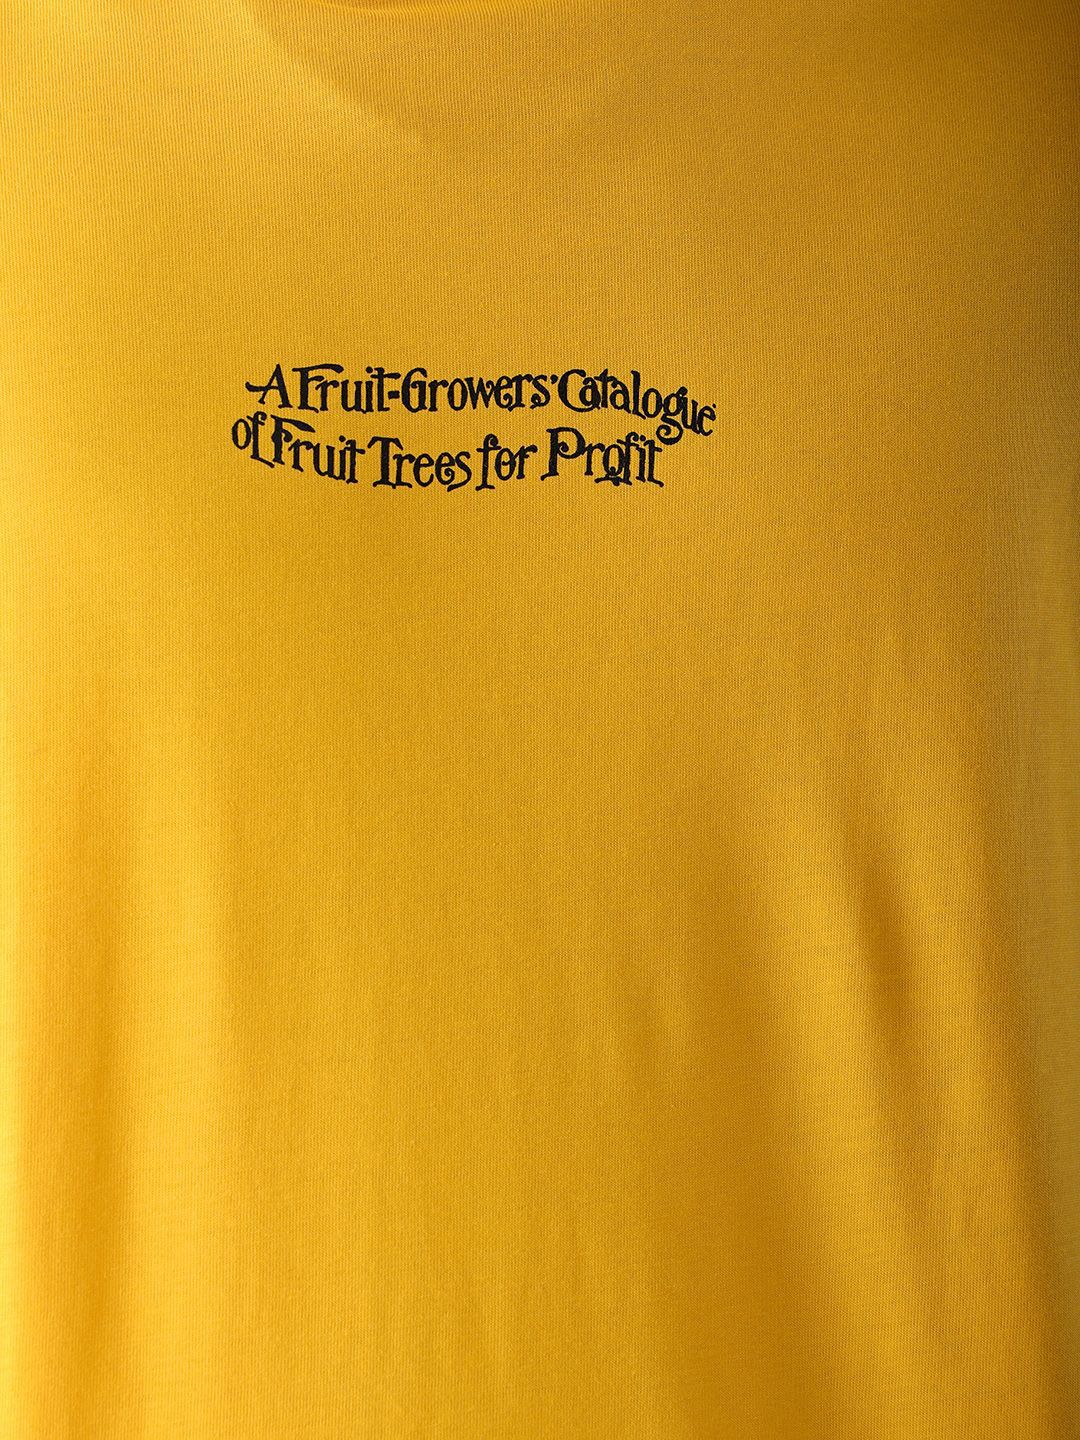 A Fruit-Growers' Catalogue
of Fruit Trees for Profit